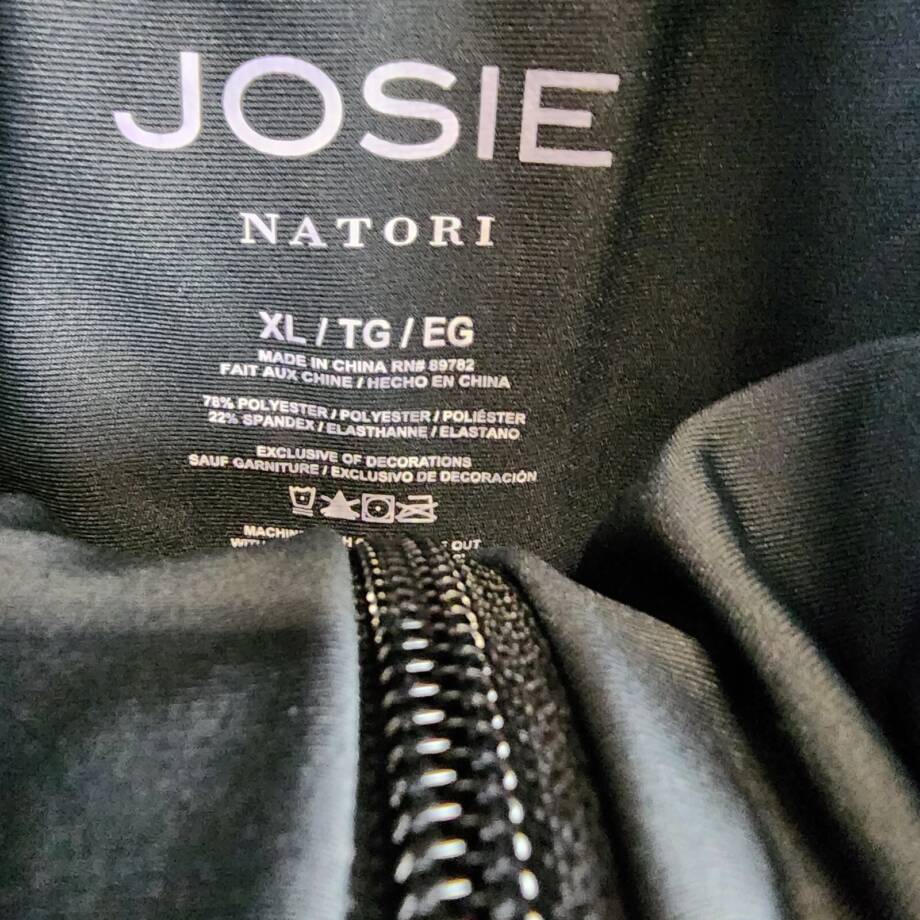 JOSIE
NATORI
XL / TG / EG
MADE IN CHINA RN# 89782
FAIT AUX CHINE / HECHO EN CHINA
78% POLYESTER / POLYESTER / POLIÉSTER
22% SPANDEX / ELASTHANNE / ELASTANO
EXCLUSIVE OF DECORATIONS
SAUF GARNITURE / EXCLUSIVO DE DECORACIÓN
OUT